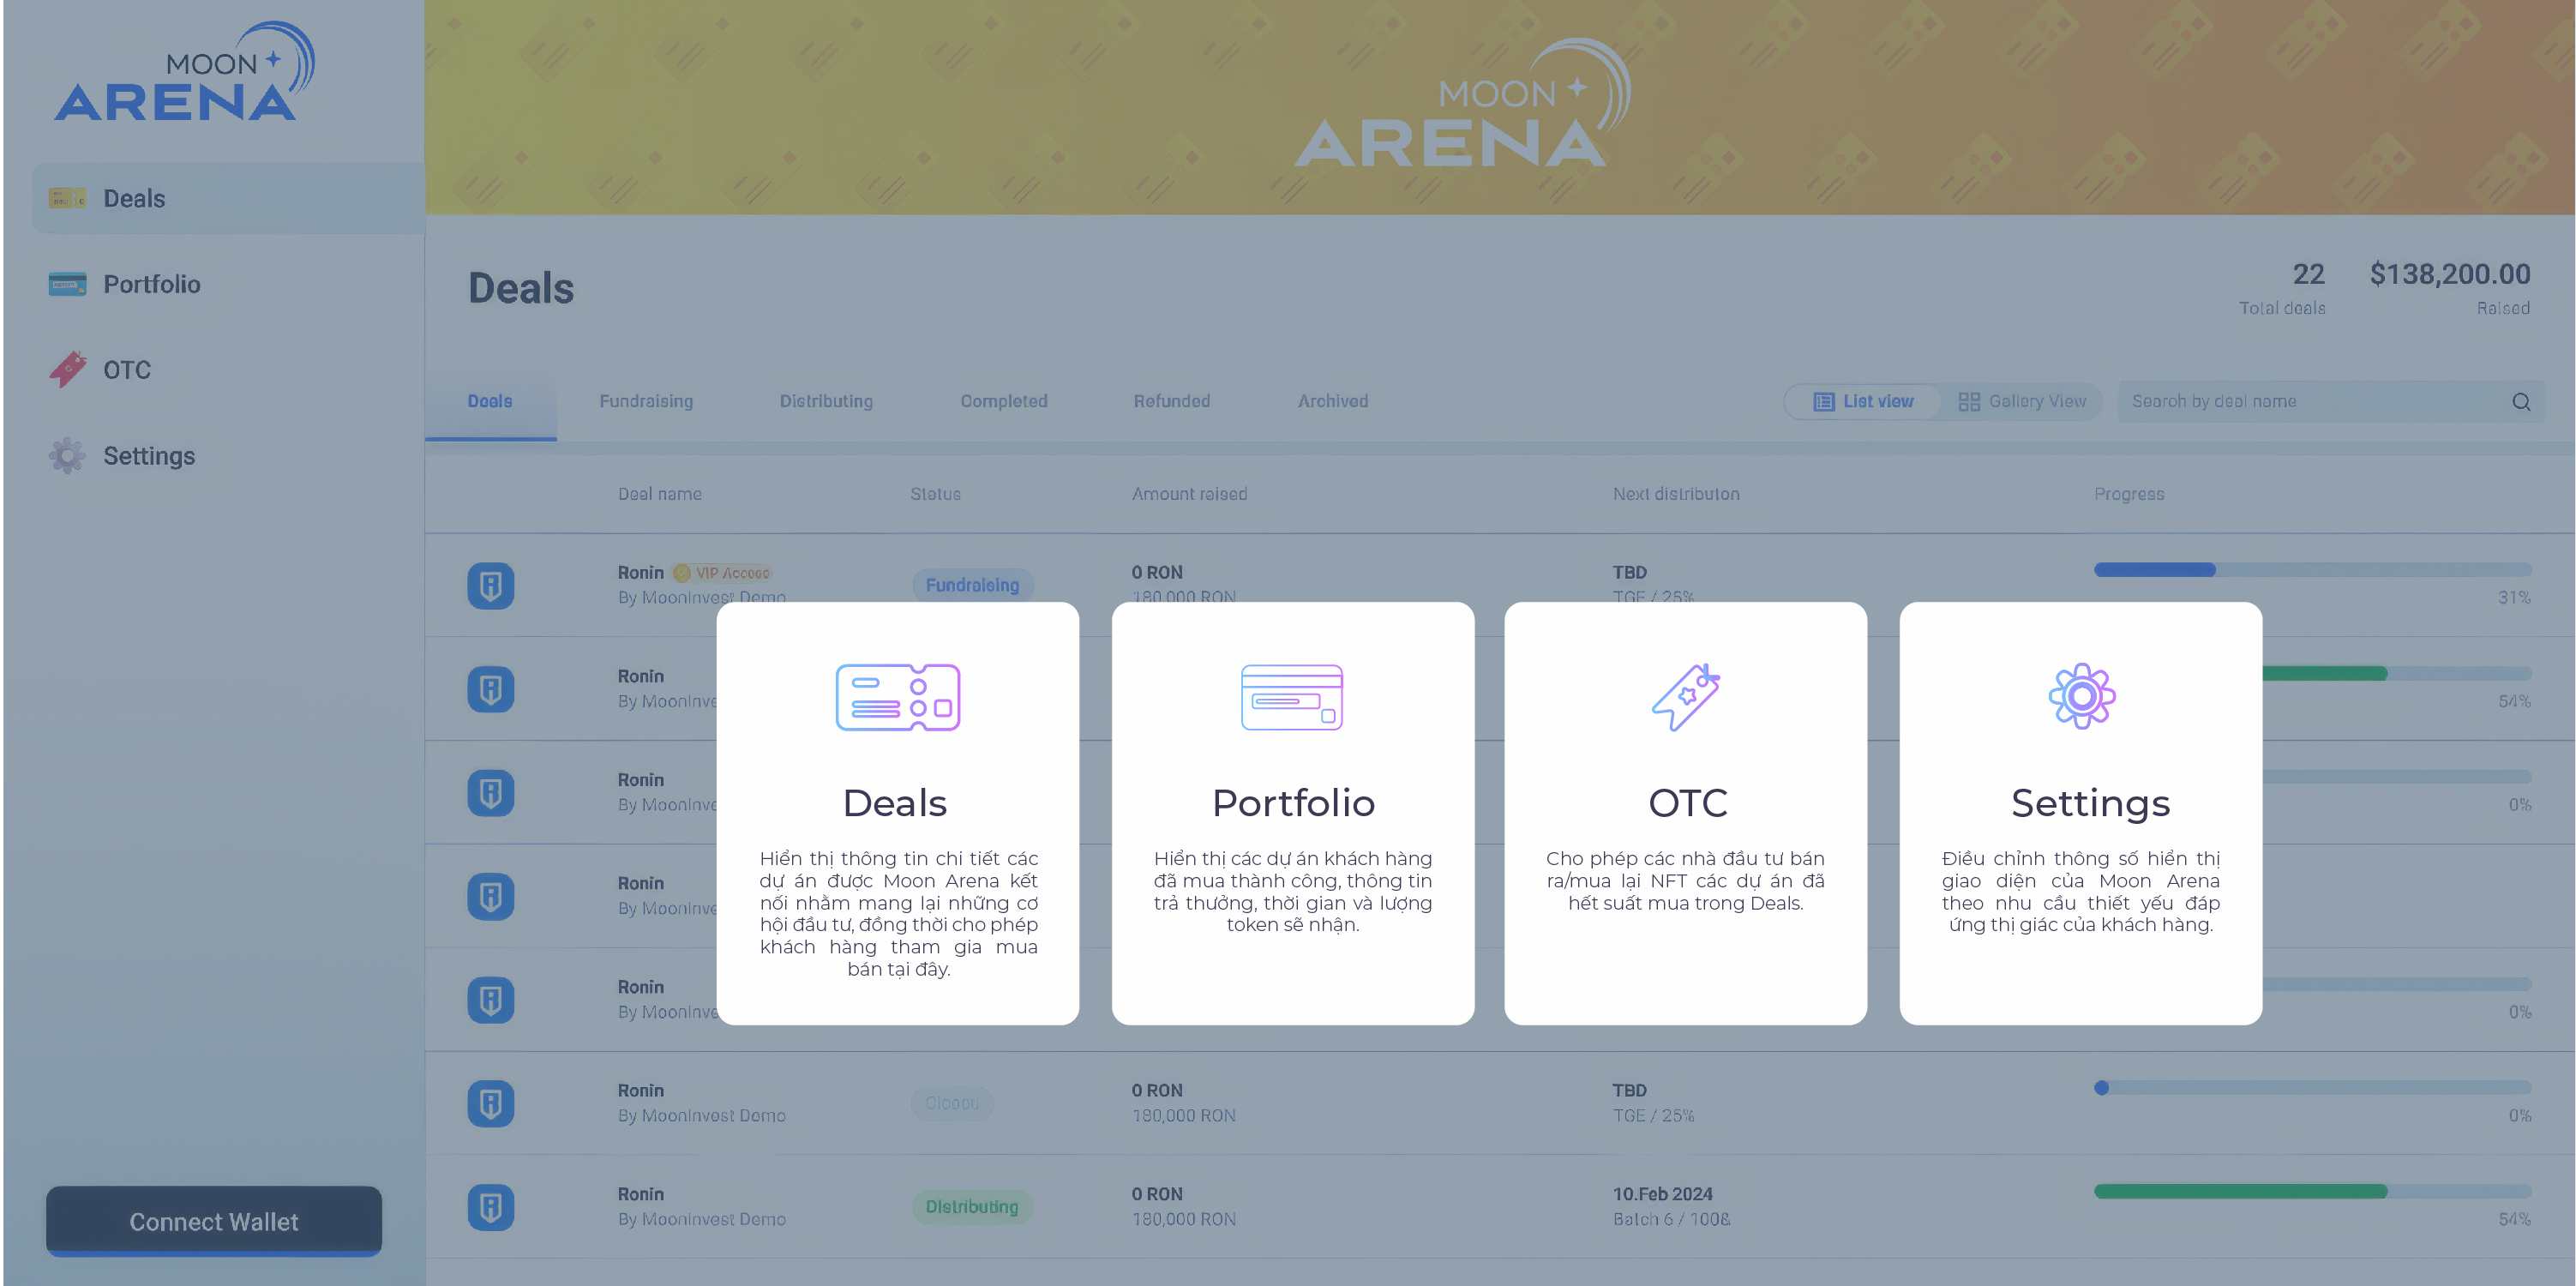 MOON
ARENA
MOON
ARENA
Deals
Portfolio
OTC
Settings
Connect Wallet
Deals
22
$138,200.00
Total deals
Raised
Deals
Fundraising
Distributing
Completed
Refunded
Archived
List view
Gallery View
Search by deal name
Deal name
Status
Amount raised
Next distributon
Progress
Ronin
VIP Access
By MoonInvest Demo
Fundraising
0 RON
180,000 RON
TBD
TGE / 25%
31%
Ronin
By MoonInve
54%
Ronin
By MoonInve
0%
Ronin
By MoonInve
Ronin
By MoonInve
0%
Deals
Hiển thị thông tin chi tiết các
dự án được Moon Arena kết
nối nhằm mang lại những cơ
hội đầu tư, đồng thời cho phép
khách hàng tham gia mua
bán tại đây.
Portfolio
Hiển thị các dự án khách hàng
đã mua thành công, thông tin
trả thưởng, thời gian và lượng
token sẽ nhận.
OTC
Cho phép các nhà đầu tư bán
ra/mua lại NFT các dự án đã
hết suất mua trong Deals.
Settings
Điều chỉnh thông số hiển thị
giao diện của Moon Arena
theo nhu cầu thiết yếu đáp
ứng thị giác của khách hàng.
Ronin
By MoonInvest Demo
Closed
0 RON
180,000 RON
TBD
TGE / 25%
0%
Ronin
By MoonInvest Demo
Distributing
0 RON
180,000 RON
10.Feb 2024
Batch 6 / 100&
54%